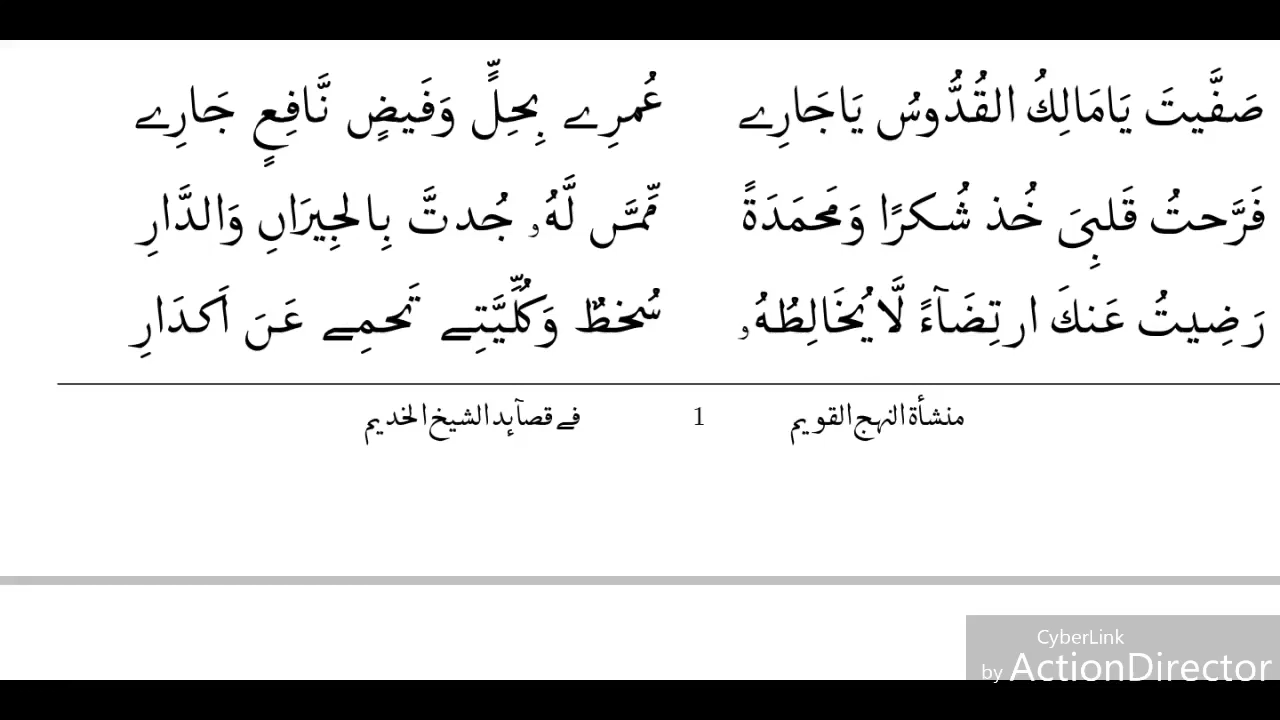 صَفَّيتَ يَامَالِكُ القُدُّوسُ يَاجَارِے عُمرِے بِحِلٍّ وَفَيضٍ نَّافِعٍ جَارِے
فَرَّحتُ قَلبِىَ خُذ شُكرًا وَمَحمَدَةً مِّمَّن لَّهُۥ جُدتَّ بِالجِيرَانِ وَالدَّارِ
رَضِيتُ عَنكَ ارتِضَآءً لَّا يُخَالِطُهُۥ سُخطٌ وَكُلِّيَّتِے تَحمِے عَنَ اَكدَارِ
منشأة النهج القويم 1 فے قصآئد الشيخ الخديم
CyberLink
by ActionDirector